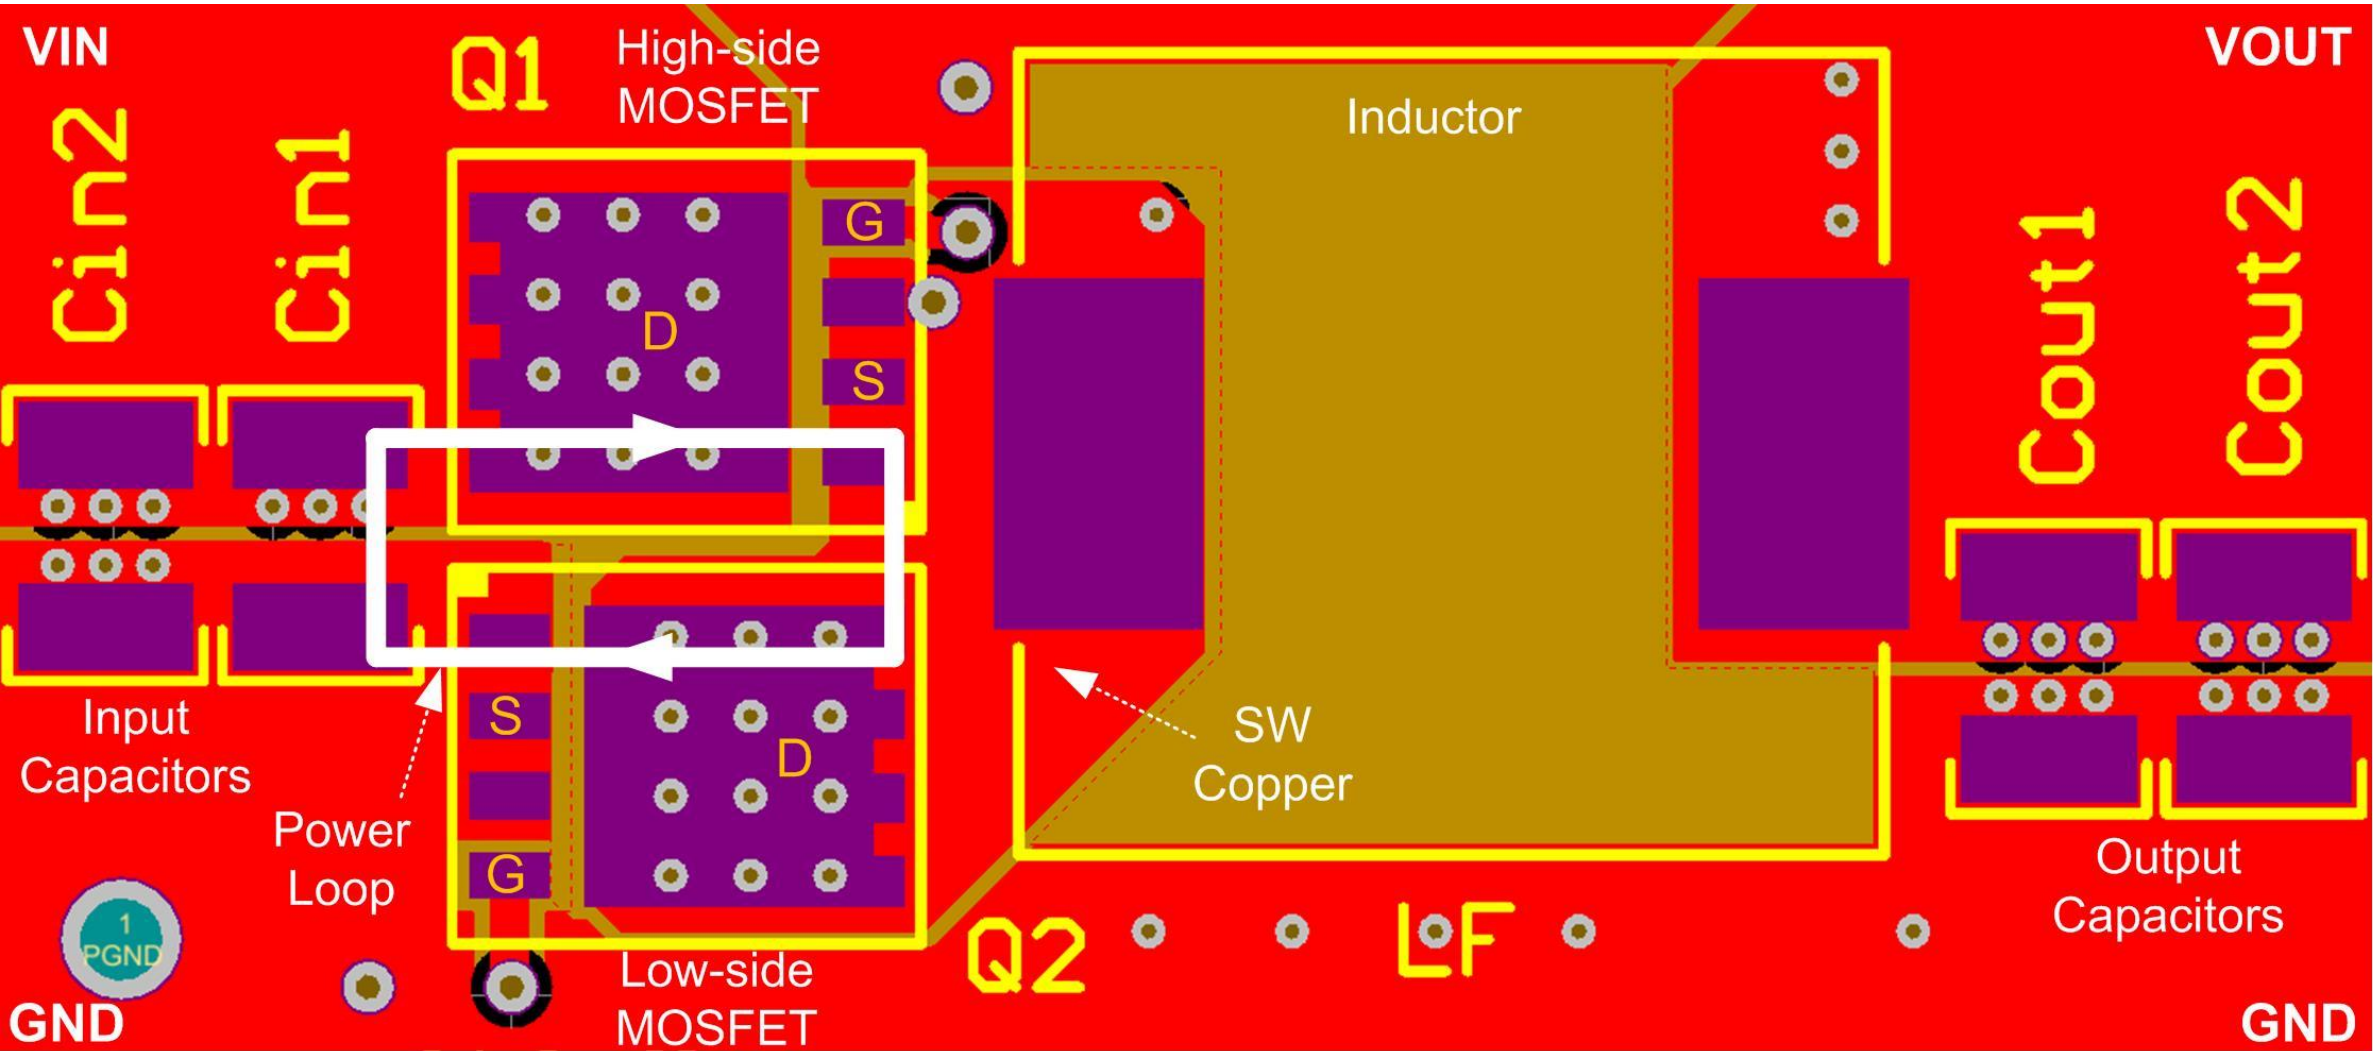 VIN
Q1
High-side
MOSFET
Inductor
VOUT
Cin2
Cin1
G
D
S
Cout1
Cout2
Input
Capacitors
Power
Loop
S
D
G
SW
Copper
Output
Capacitors
1
PGND
GND
Low-side
MOSFET
Q2
LF
GND